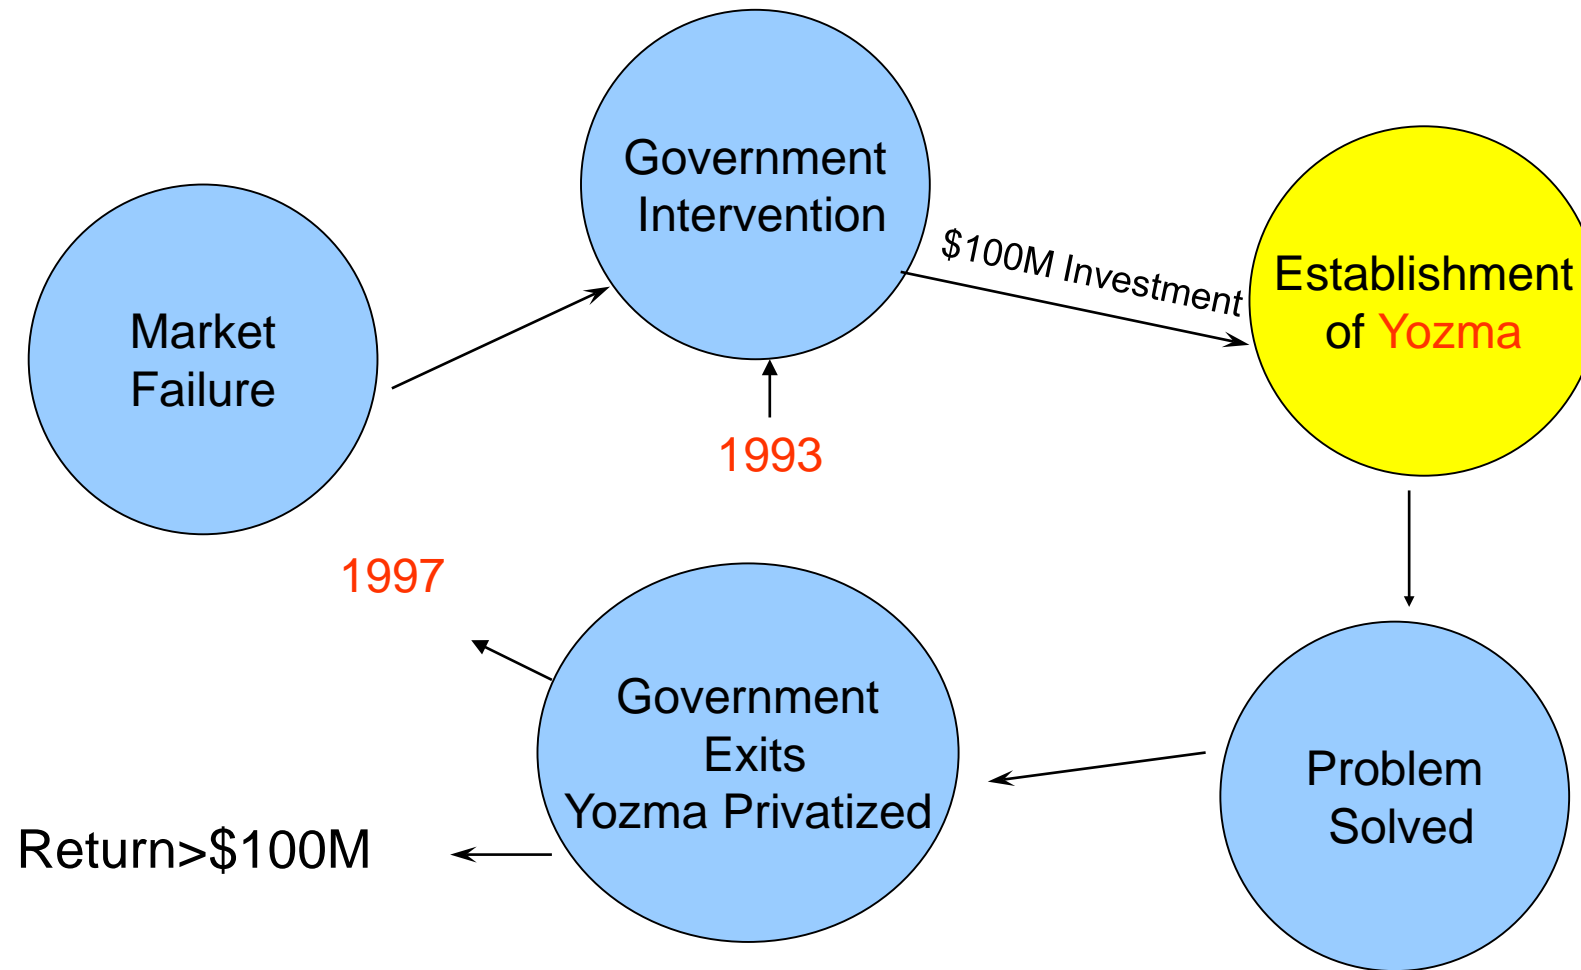 Government
Intervention
$100M Investment
Establishment
of Yozma
Market
Failure
1993
1997
Government
Exits
Yozma Privatized
Problem
Solved
Return>$100M